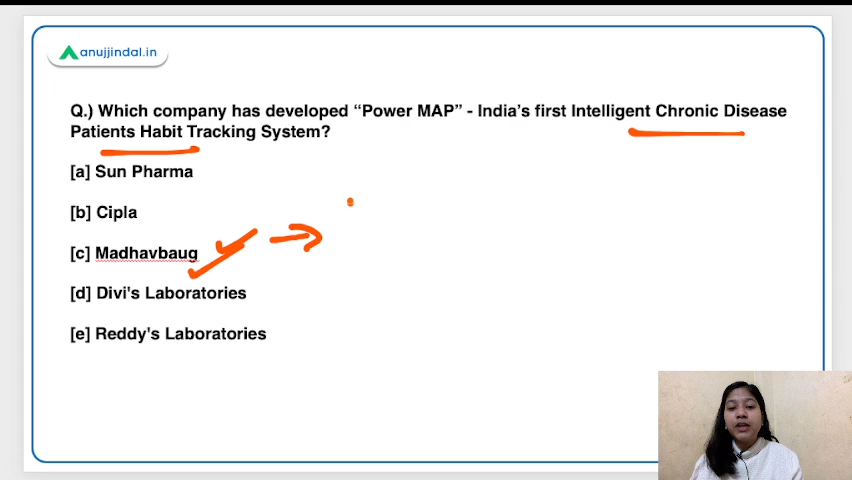 anujjindal.in
Q.) Which company has developed “Power MAP” - India’s first Intelligent Chronic Disease
Patients Habit Tracking System?
[a] Sun Pharma
[b] Cipla
[c] Madhavbaug
[d] Divi's Laboratories
[e] Reddy's Laboratories